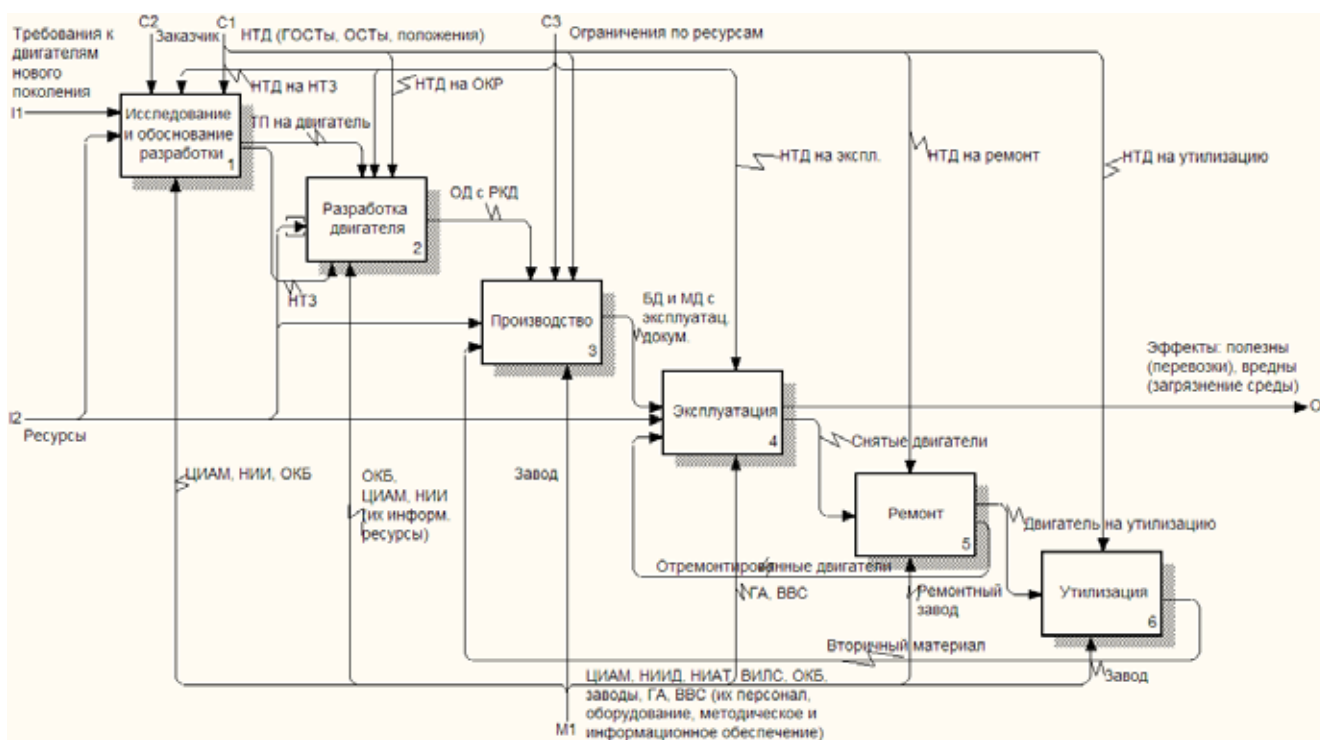 C2
C1
C3
Требования к
двигателям
нового
поколения
Заказчик
НТД (ГОСТы, ОСТы, положения)
Ограничения по ресурсам
НТД на НТЗ
НТД на ОКР
I1
Исследование
и обоснование
разработки
1
ТП на двигатель
НТД на экспл.
НТД на ремонт
НТД на утилизацию
Разработка
двигателя
2
ОД с РКД
НТЗ
Производство
3
БД и МД с
эксплуатац.
докум.
Эффекты: полезны
(перевозки), вредны
(загрязнение среды)
I2
Ресурсы
Эксплуатация
4
O
Снятые двигатели
ЦИАМ, НИИ, ОКБ
ОКБ,
ЦИАМ, НИИ
(их информ.
ресурсы)
Завод
Ремонт
5
Двигатель на утилизацию
Отремонтированные двигатели
ГА, ВВС
Ремонтный
завод
Утилизация
6
Вторичный материал
Завод
ЦИАМ, НИИД, НИАТ, ВИЛС, ОКБ,
заводы, ГА, ВВС (их персонал,
оборудование, методическое и
информационное обеспечение)
M1